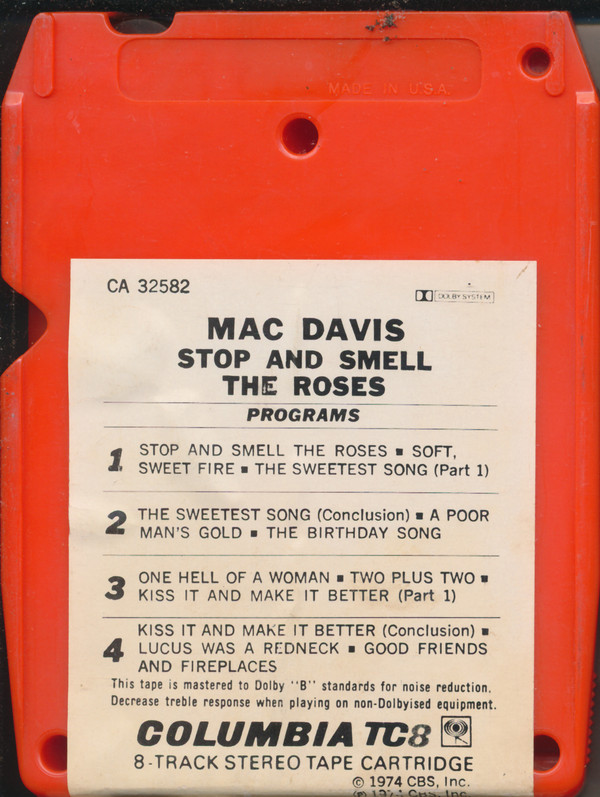 MADE IN U.S.A.
CA 32582
DOLBY SYSTEM
MAC DAVIS
STOP AND SMELL
THE ROSES
PROGRAMS
1 STOP AND SMELL THE ROSES ▪ SOFT,
SWEET FIRE ▪ THE SWEETEST SONG (Part 1)
2 THE SWEETEST SONG (Conclusion) ▪ A POOR
MAN'S GOLD ▪ THE BIRTHDAY SONG
3 ONE HELL OF A WOMAN ▪ TWO PLUS TWO ▪
KISS IT AND MAKE IT BETTER (Part 1)
4 KISS IT AND MAKE IT BETTER (Conclusion) ▪
LUCUS WAS A REDNECK ▪ GOOD FRIENDS
AND FIREPLACES
This tape is mastered to Dolby "B" standards for noise reduction.
Decrease treble response when playing on non-Dolbyised equipment.
COLUMBIA TC8
8-TRACK STEREO TAPE CARTRIDGE
© 1974 CBS, Inc.
℗ 1974 CBS, Inc.